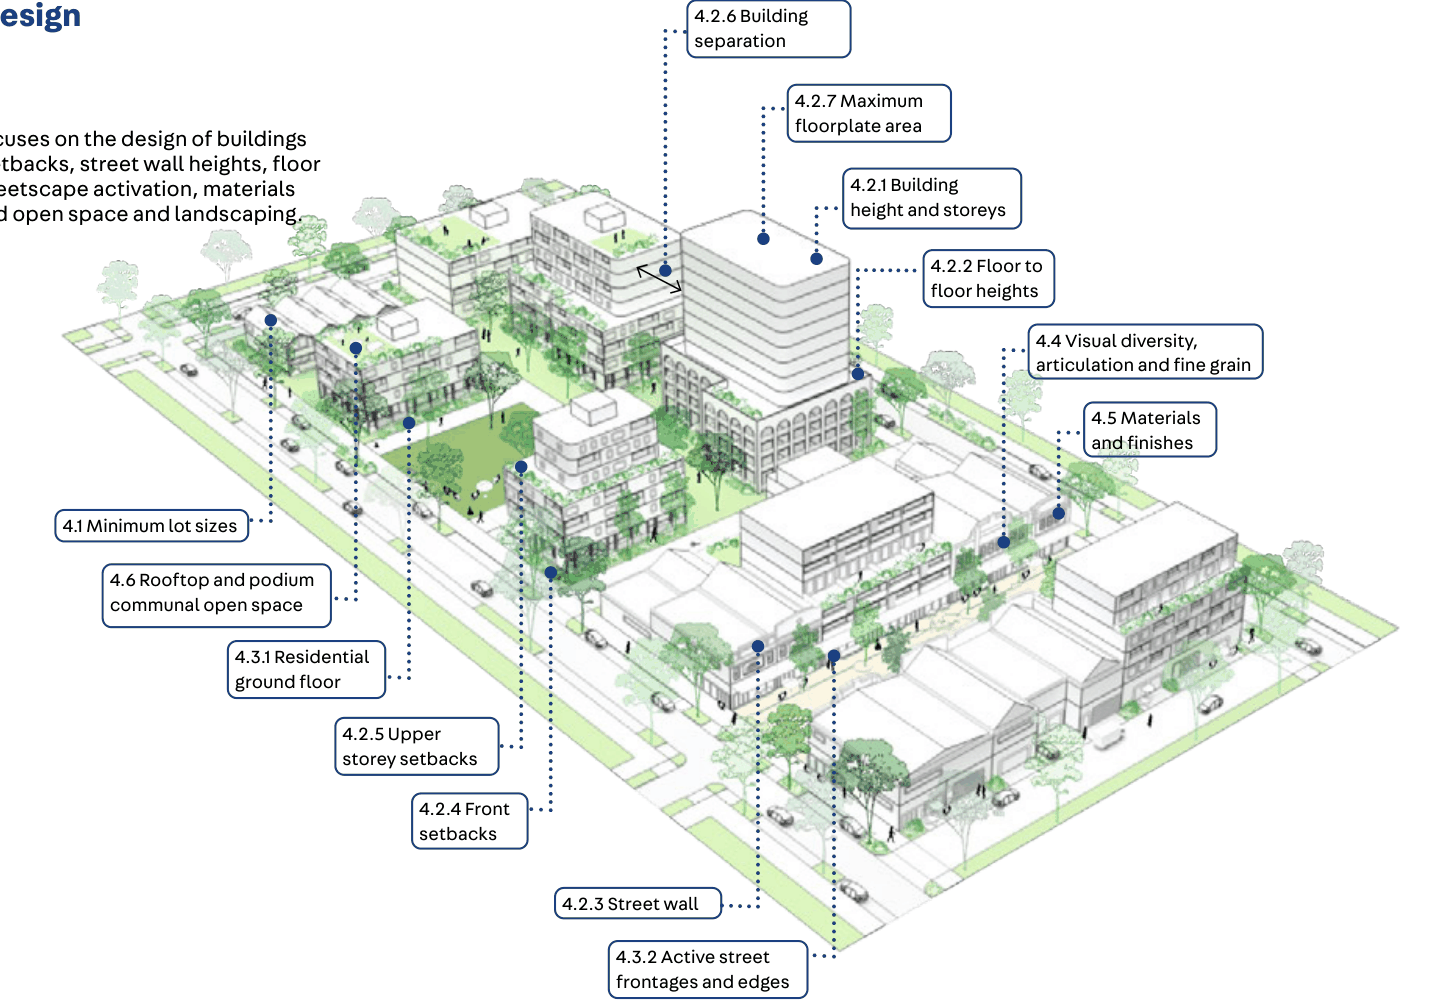 esign
cuses on the design of buildings
tbacks, street wall heights, floor
eetscape activation, materials
d open space and landscaping.
4.2.6 Building
separation
4.2.7 Maximum
floorplate area
4.2.1 Building
height and storeys
4.2.2 Floor to
floor heights
4.4 Visual diversity,
articulation and fine grain
4.5 Materials
and finishes
4.1 Minimum lot sizes
4.6 Rooftop and podium
communal open space
4.3.1 Residential
ground floor
4.2.5 Upper
storey setbacks
4.2.4 Front
setbacks
4.2.3 Street wall
4.3.2 Active street
frontages and edges